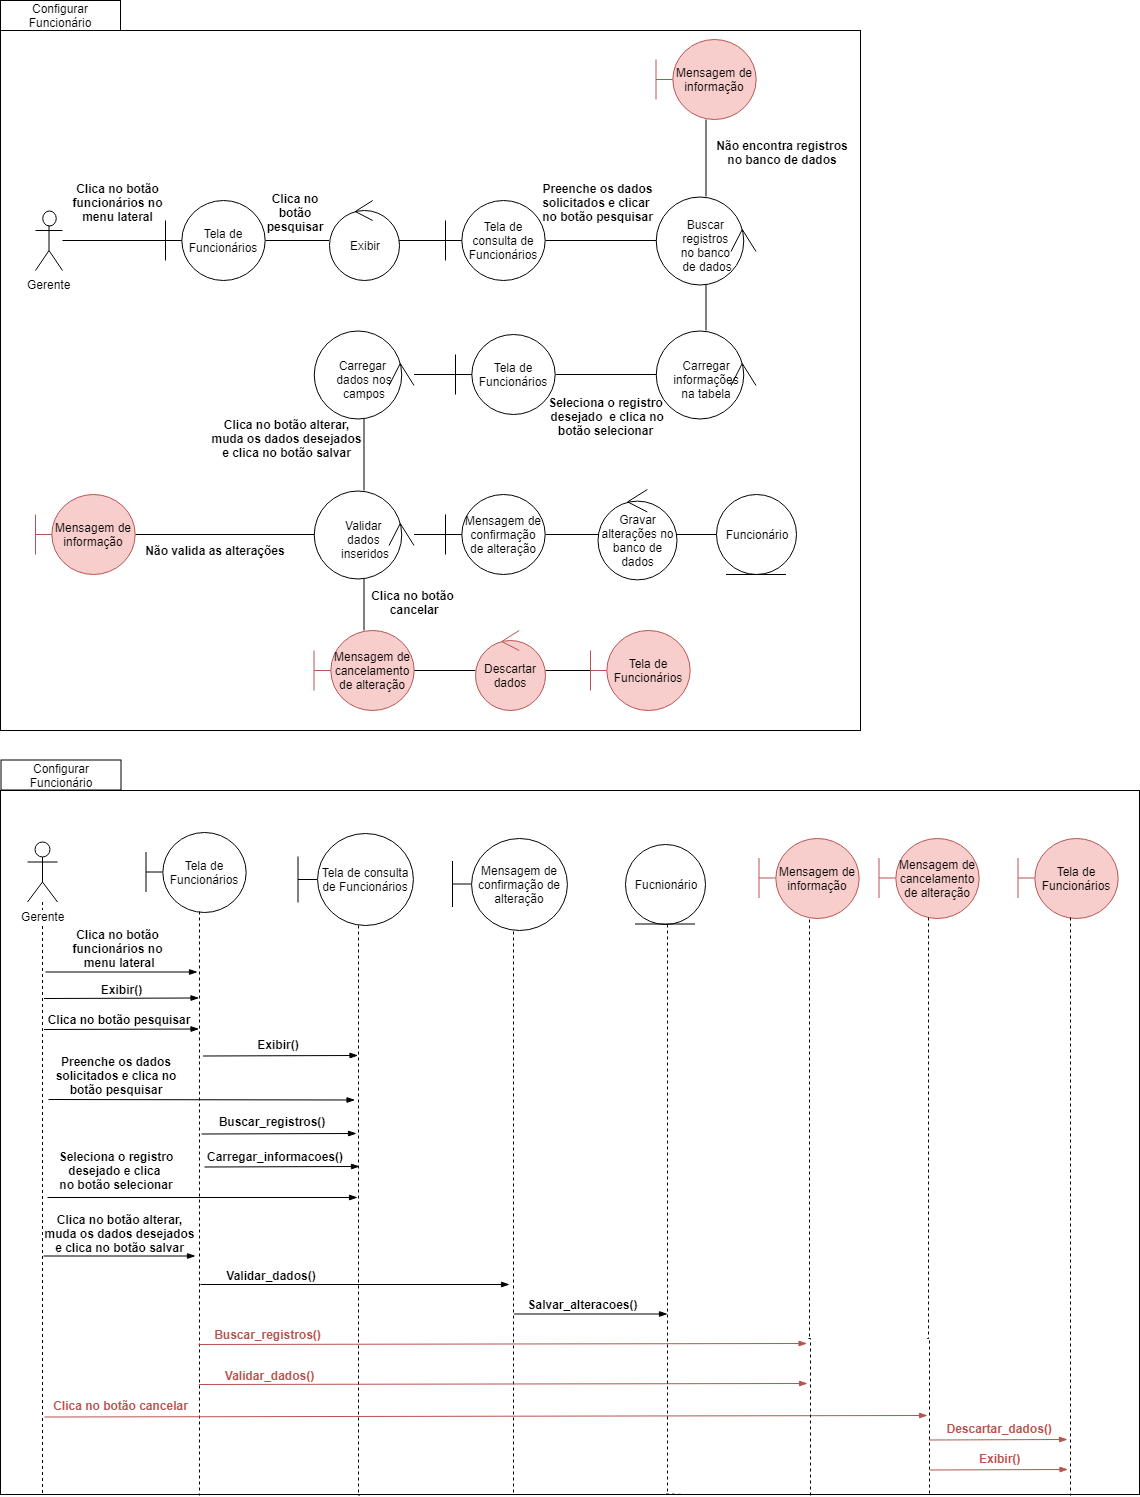 Configurar
Funcionário
Mensagem de
informação
Não encontra registros
no banco de dados
Clica no botão
funcionários no
menu lateral
Clica no
botão
pesquisar
Preenche os dados
solicitados e clicar
no botão pesquisar
Gerente
Tela de
Funcionários
Exibir
Tela de
consulta de
Funcionários
Buscar
registros
no banco
de dados
Carregar
dados nos
campos
Tela de
Funcionários
Carregar
informações
na tabela
Seleciona o registro
desejado  e clica no
botão selecionar
Clica no botão alterar,
muda os dados desejados
e clica no botão salvar
Mensagem de
informação
Não valida as alterações
Validar
dados
inseridos
Mensagem de
confirmação
de alteração
Gravar
alterações no
banco de
dados
Funcionário
Clica no botão
cancelar
Mensagem de
cancelamento
de alteração
Descartar
dados
Tela de
Funcionários
Configurar
Funcionário
Gerente
Tela de
Funcionários
Tela de consulta
de Funcionários
Mensagem de
confirmação de
alteração
Fucnionário
Mensagem de
informação
Mensagem de
cancelamento
de alteração
Tela de
Funcionários
Clica no botão
funcionários no
menu lateral
Exibir()
Clica no botão pesquisar
Exibir()
Preenche os dados
solicitados e clica no
botão pesquisar
Buscar_registros()
Carregar_informacoes()
Seleciona o registro
desejado e clica
no botão selecionar
Clica no botão alterar,
muda os dados desejados
e clica no botão salvar
Validar_dados()
Salvar_alteracoes()
Buscar_registros()
Validar_dados()
Clica no botão cancelar
Descartar_dados()
Exibir()